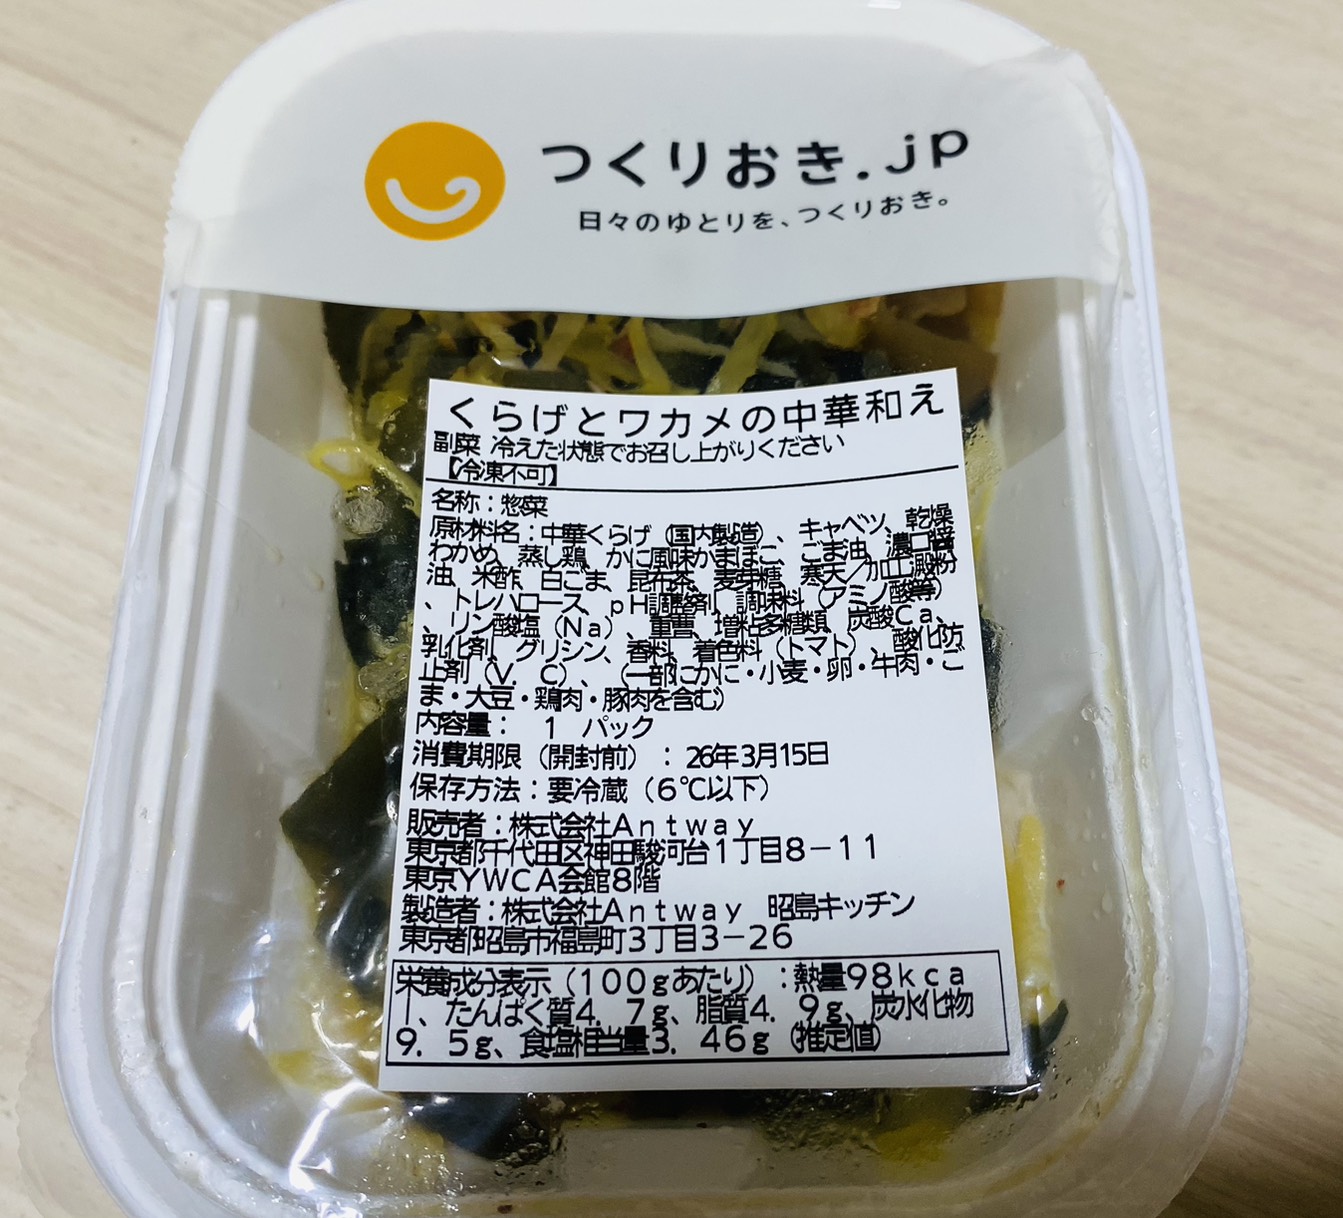 つくりおき.jp
日々のゆとりを、つくりおき。
くらげとワカメの中華和え
副菜 冷えた状態でお召し上がりください
【冷凍不可】
名称：惣菜
原材料名：中華くらげ（国内製造）、キャベツ、乾燥
わかめ、蒸し鶏、かに風味かまぼこ、ごま油、濃口醤
油、米酢、白ごま、昆布茶、麦芽糖、寒天／加工澱粉
、トレハロース、ｐＨ調整剤、調味料（アミノ酸等）
、リン酸塩（Ｎａ）、重曹、増粘多糖類、炭酸Ｃａ、
乳化剤、グリシン、香料、着色料（トマト）、酸化防
止剤（Ｖ．Ｃ）、（一部にかに・小麦・卵・牛肉・ご
ま・大豆・鶏肉・豚肉を含む）
内容量： １ パック
消費期限（開封前）：26年3月15日
保存方法：要冷蔵（６℃以下）
販売者：株式会社Ａｎｔｗａｙ
東京都千代田区神田駿河台１丁目８－１１
東京ＹＷＣＡ会館８階
製造者：株式会社Ａｎｔｗａｙ 昭島キッチン
東京都昭島市福島町３丁目３－２６
栄養成分表示（１００ｇあたり）：熱量９８ｋｃａ
ｌ、たんぱく質４．７ｇ、脂質４．９ｇ、炭水化物
９．５ｇ、食塩相当量３．４６ｇ（推定値）